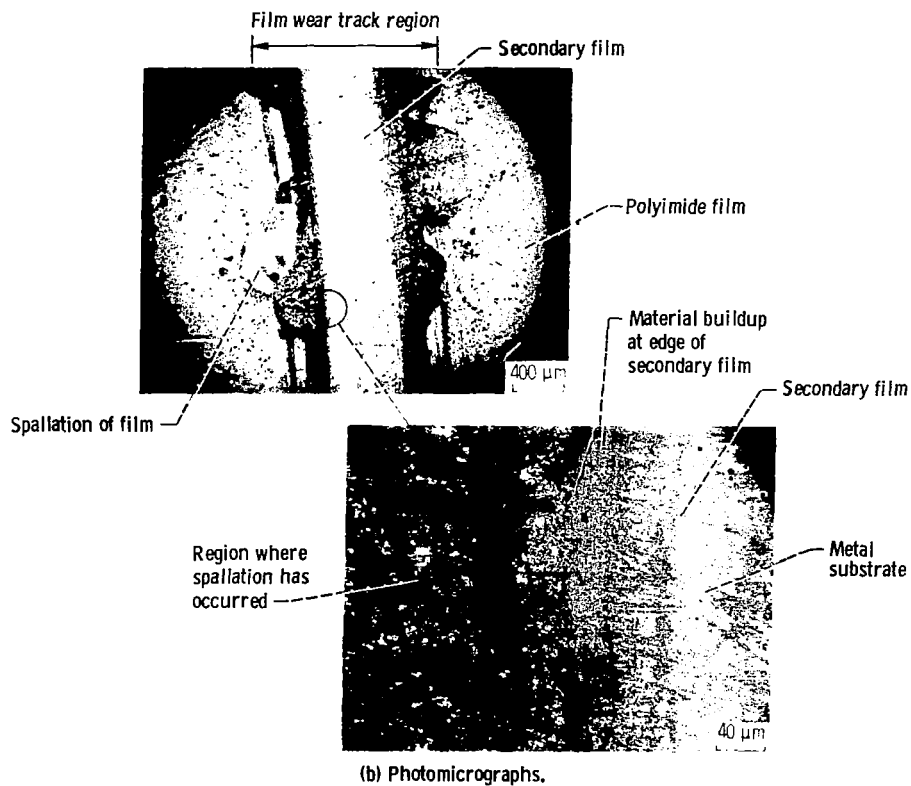 Film wear track region
Secondary film
Polyimide film
400 μm
Spallation of film
Material buildup
at edge of
secondary film
Secondary film
Region where
spallation has
occurred
Metal
substrate
40 μm
(b) Photomicrographs.